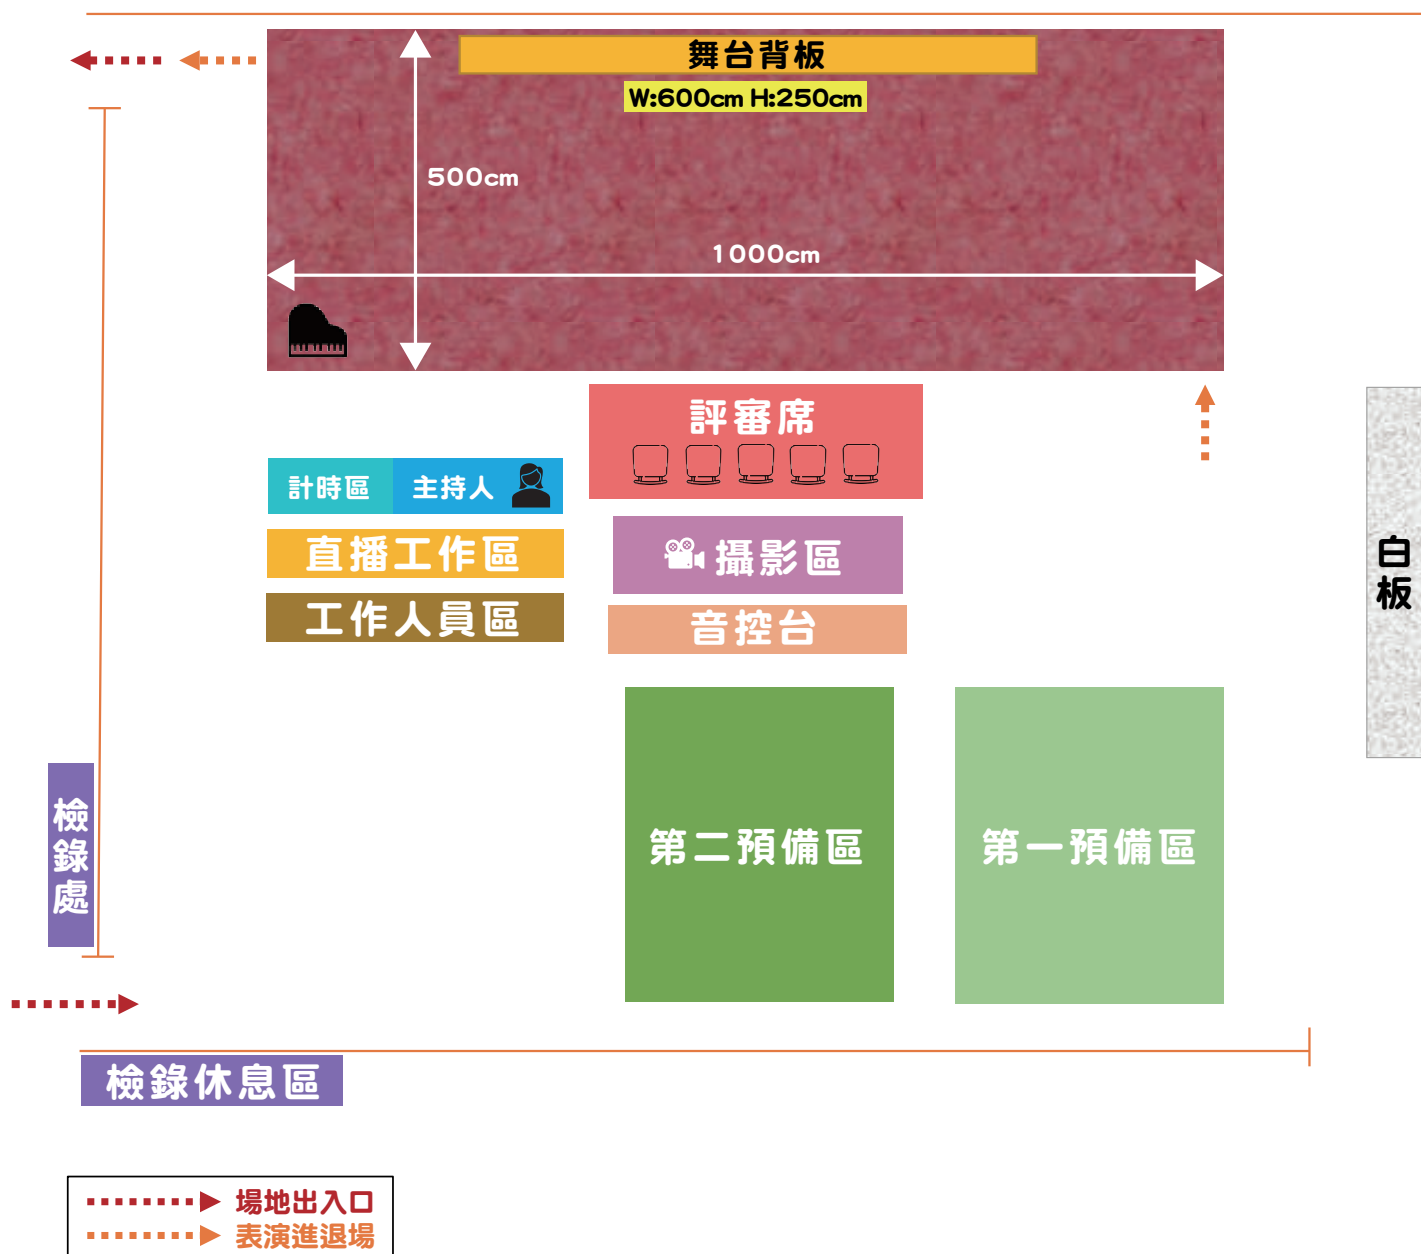 舞台背板
W:600cm H:250cm
500cm
1000cm
評審席
計時區
主持人
直播工作區
攝影區
工作人員區
音控台
白板
第二預備區
第一預備區
檢錄處
檢錄休息區
場地出入口
表演進退場